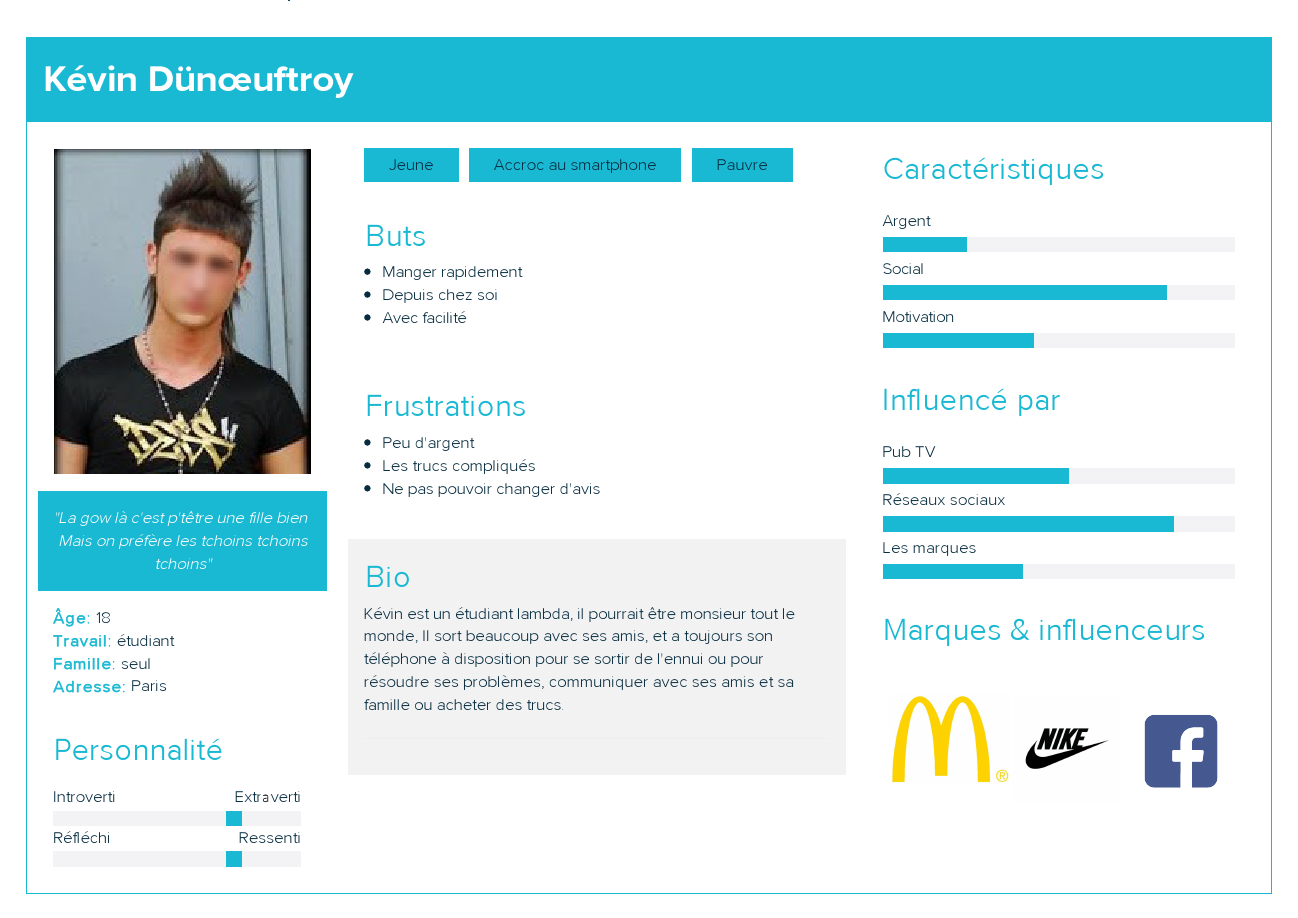 Kévin Dünœuftroy
"La gow là c'est p'têtre une fille bien
Mais on préfère les tchoins tchoins
tchoins"
Âge: 18
Travail: étudiant
Famille: seul
Adresse: Paris
Personnalité
Introverti Extraverti
Réfléchi Ressenti
Jeune Accroc au smartphone Pauvre
Buts
Manger rapidement
Depuis chez soi
Avec facilité
Frustrations
Peu d'argent
Les trucs compliqués
Ne pas pouvoir changer d'avis
Bio
Kévin est un étudiant lambda, il pourrait être monsieur tout le
monde, Il sort beaucoup avec ses amis, et a toujours son
téléphone à disposition pour se sortir de l'ennui ou pour
résoudre ses problèmes, communiquer avec ses amis et sa
famille ou acheter des trucs.
Caractéristiques
Argent
Social
Motivation
Influencé par
Pub TV
Réseaux sociaux
Les marques
Marques & influenceurs
M® NIKE f